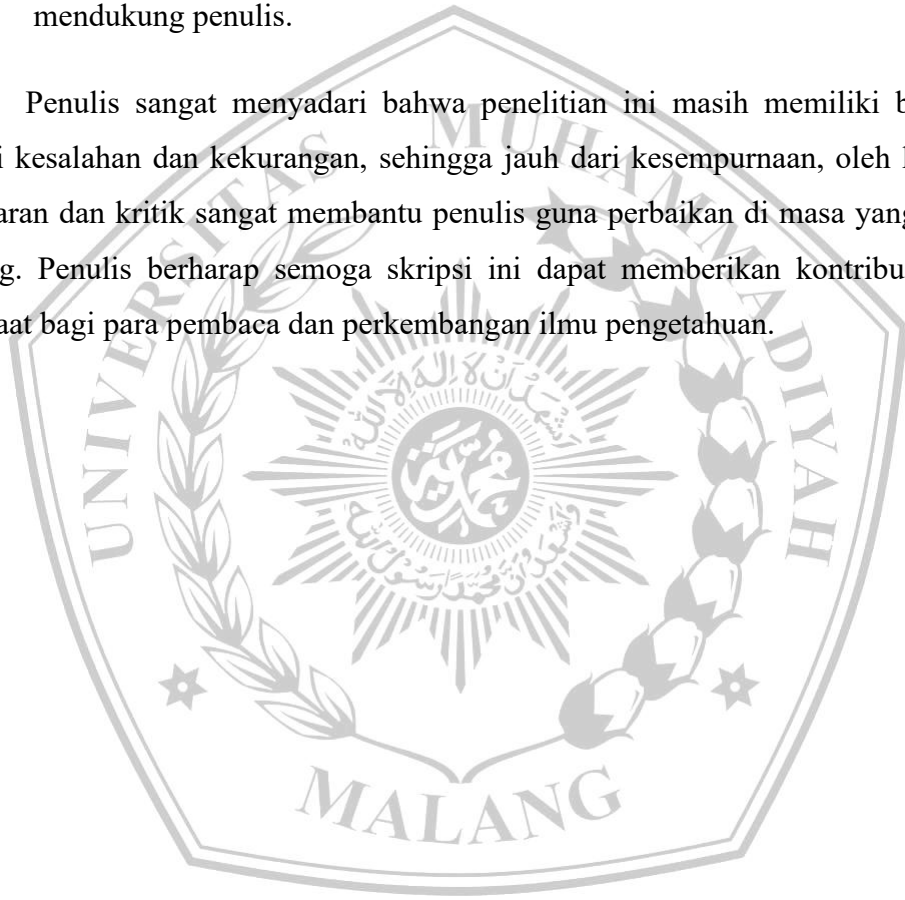 mendukung penulis.
Penulis sangat menyadari bahwa penelitian ini masih memiliki b
i kesalahan dan kekurangan, sehingga jauh dari kesempurnaan, oleh
aran dan kritik sangat membantu penulis guna perbaikan di masa yang
g. Penulis berharap semoga skripsi ini dapat memberikan kontribu
aat bagi para pembaca dan perkembangan ilmu pengetahuan.
UNIVERSITAS MUHAMMADIYAH
MALANG